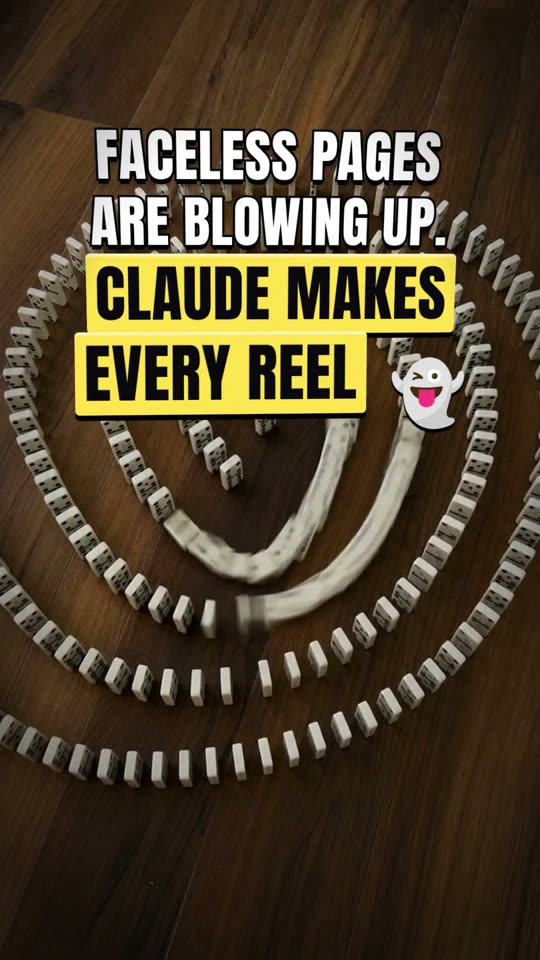 FACELESS PAGES
ARE BLOWING UP.
CLAUDE MAKES
EVERY REEL 👻